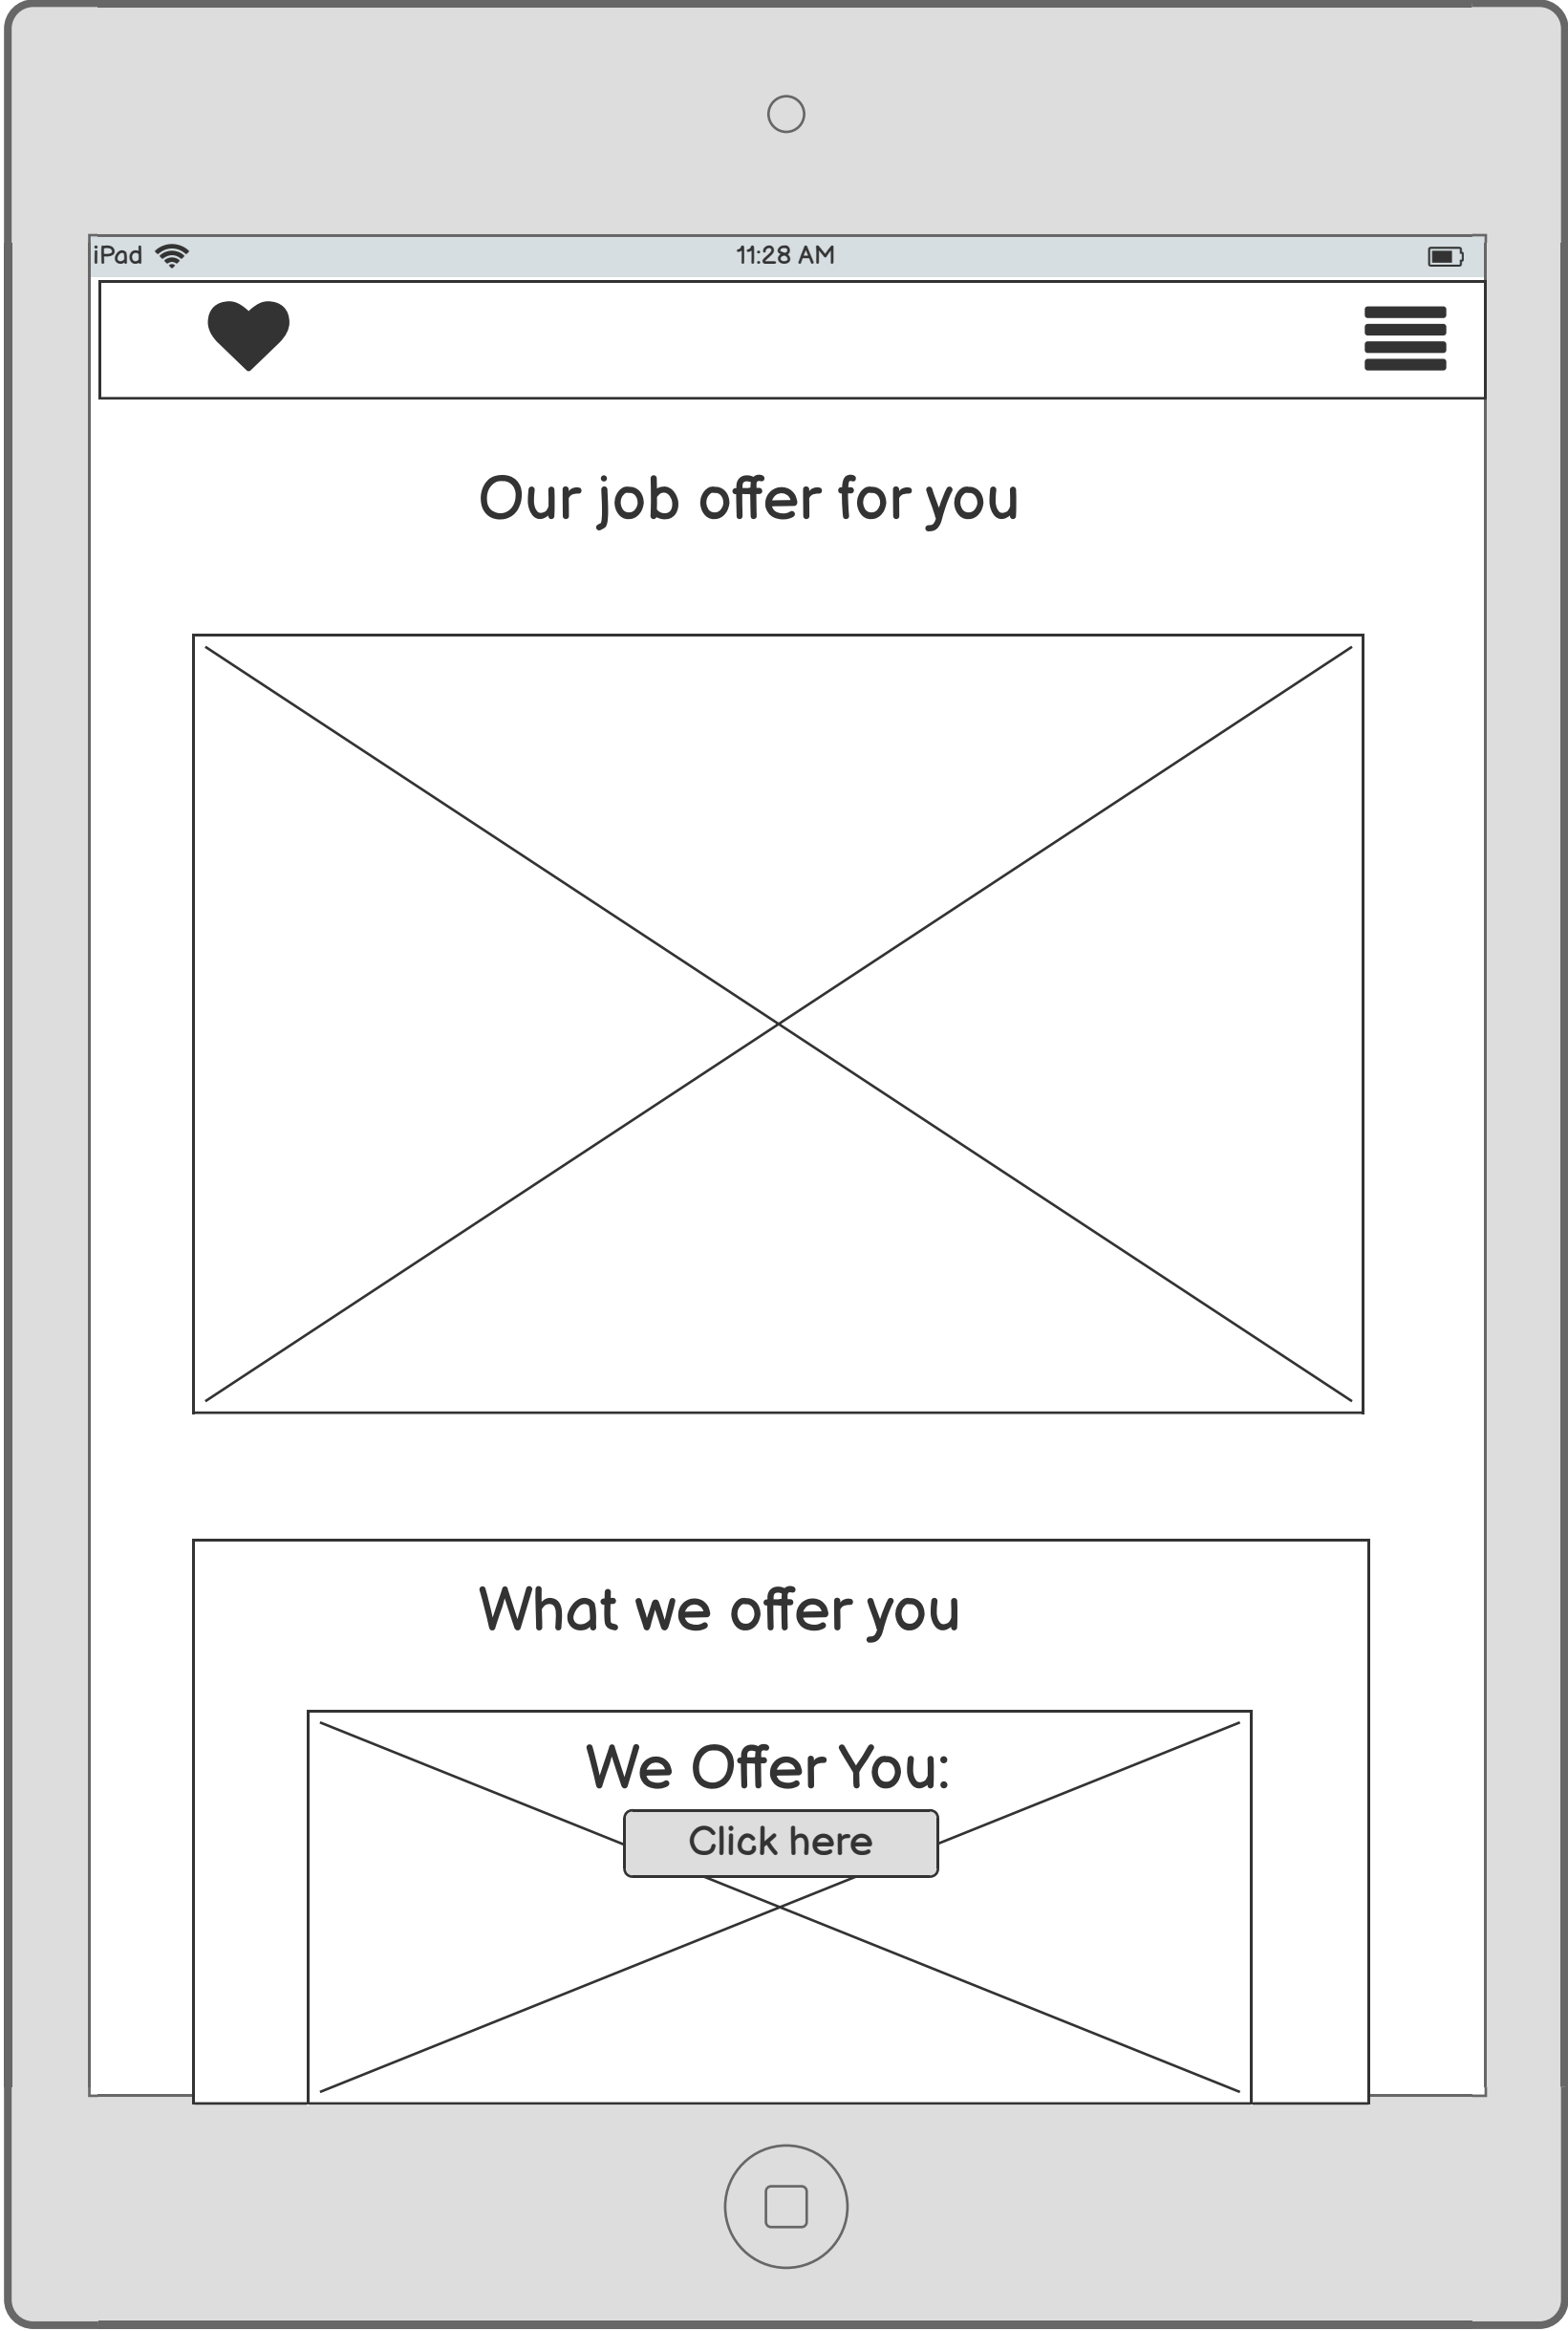 iPad 11:28 AM
Our job offer for you
What we offer you
We Offer You:
Click here